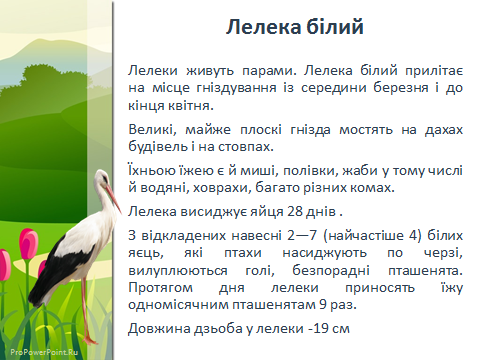 Лелека білий
Лелеки живуть парами. Лелека білий прилітає
на місце гніздування із середини березня і до
кінця квітня.
Великі, майже плоскі гнізда мостять на дахах
будівель і на стовпах.
Їхньою їжею є й миші, полівки, жаби у тому числі
й водяні, ховрахи, багато різних комах.
Лелека висиджує яйця 28 днів .
З відкладених навесні 2—7 (найчастіше 4) білих
яєць, які птахи насиджують по черзі,
вилуплюються голі, безпорадні пташенята.
Протягом дня лелеки приносять їжу
одномісячним пташенятам 9 раз.
Довжина дзьоба у лелеки -19 см
ProPowerPoint.Ru